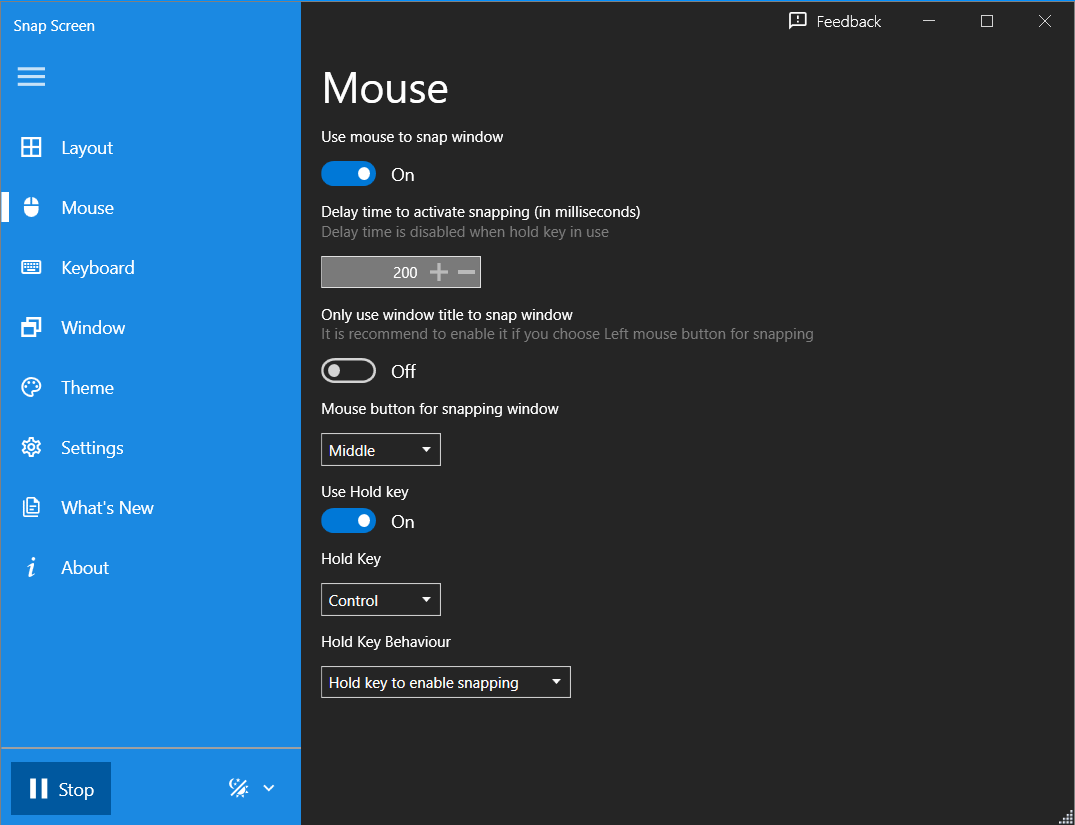 Snap Screen
Feedback
Layout
Mouse
Keyboard
Window
Theme
Settings
What's New
About
Stop
Mouse
Use mouse to snap window
On
Delay time to activate snapping (in milliseconds)
Delay time is disabled when hold key in use
200
Only use window title to snap window
It is recommend to enable it if you choose Left mouse button for snapping
Off
Mouse button for snapping window
Middle
Use Hold key
On
Hold Key
Control
Hold Key Behaviour
Hold key to enable snapping